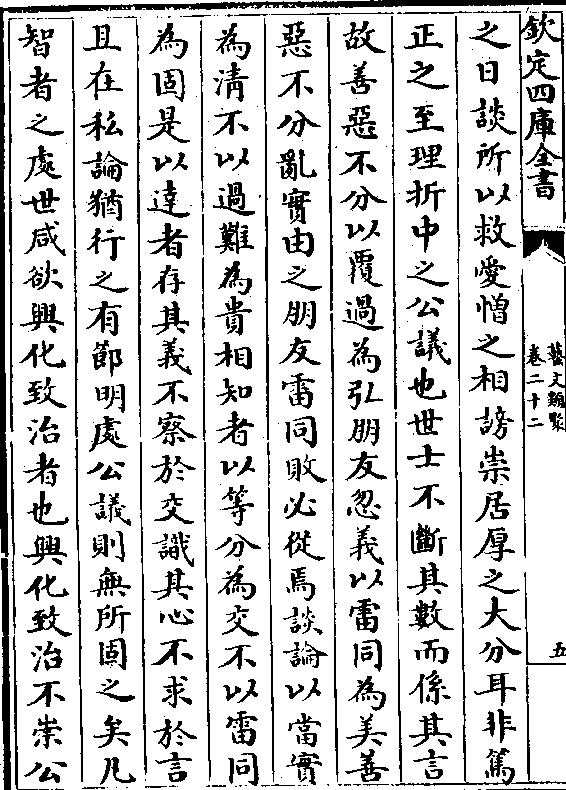 欽定四庫全書
藝文類聚
卷二十二
五
之日談所以救愛憎之相謗崇居厚之大分耳非篤
正之至理折中之公議也世士不斷其數而係其言
故善惡不分以覆過為弘朋友忽義以雷同為美善
惡不分亂實由之朋友雷同敗必從焉談論以當實
為清不以過難為貴相知者以等分為交不以雷同
為固是以達者存其義不察於交識其心不求於言
且在私論猶行之有節明處公議則無所固之矣凡
智者之處世咸欲興化致治者也興化致治不崇公